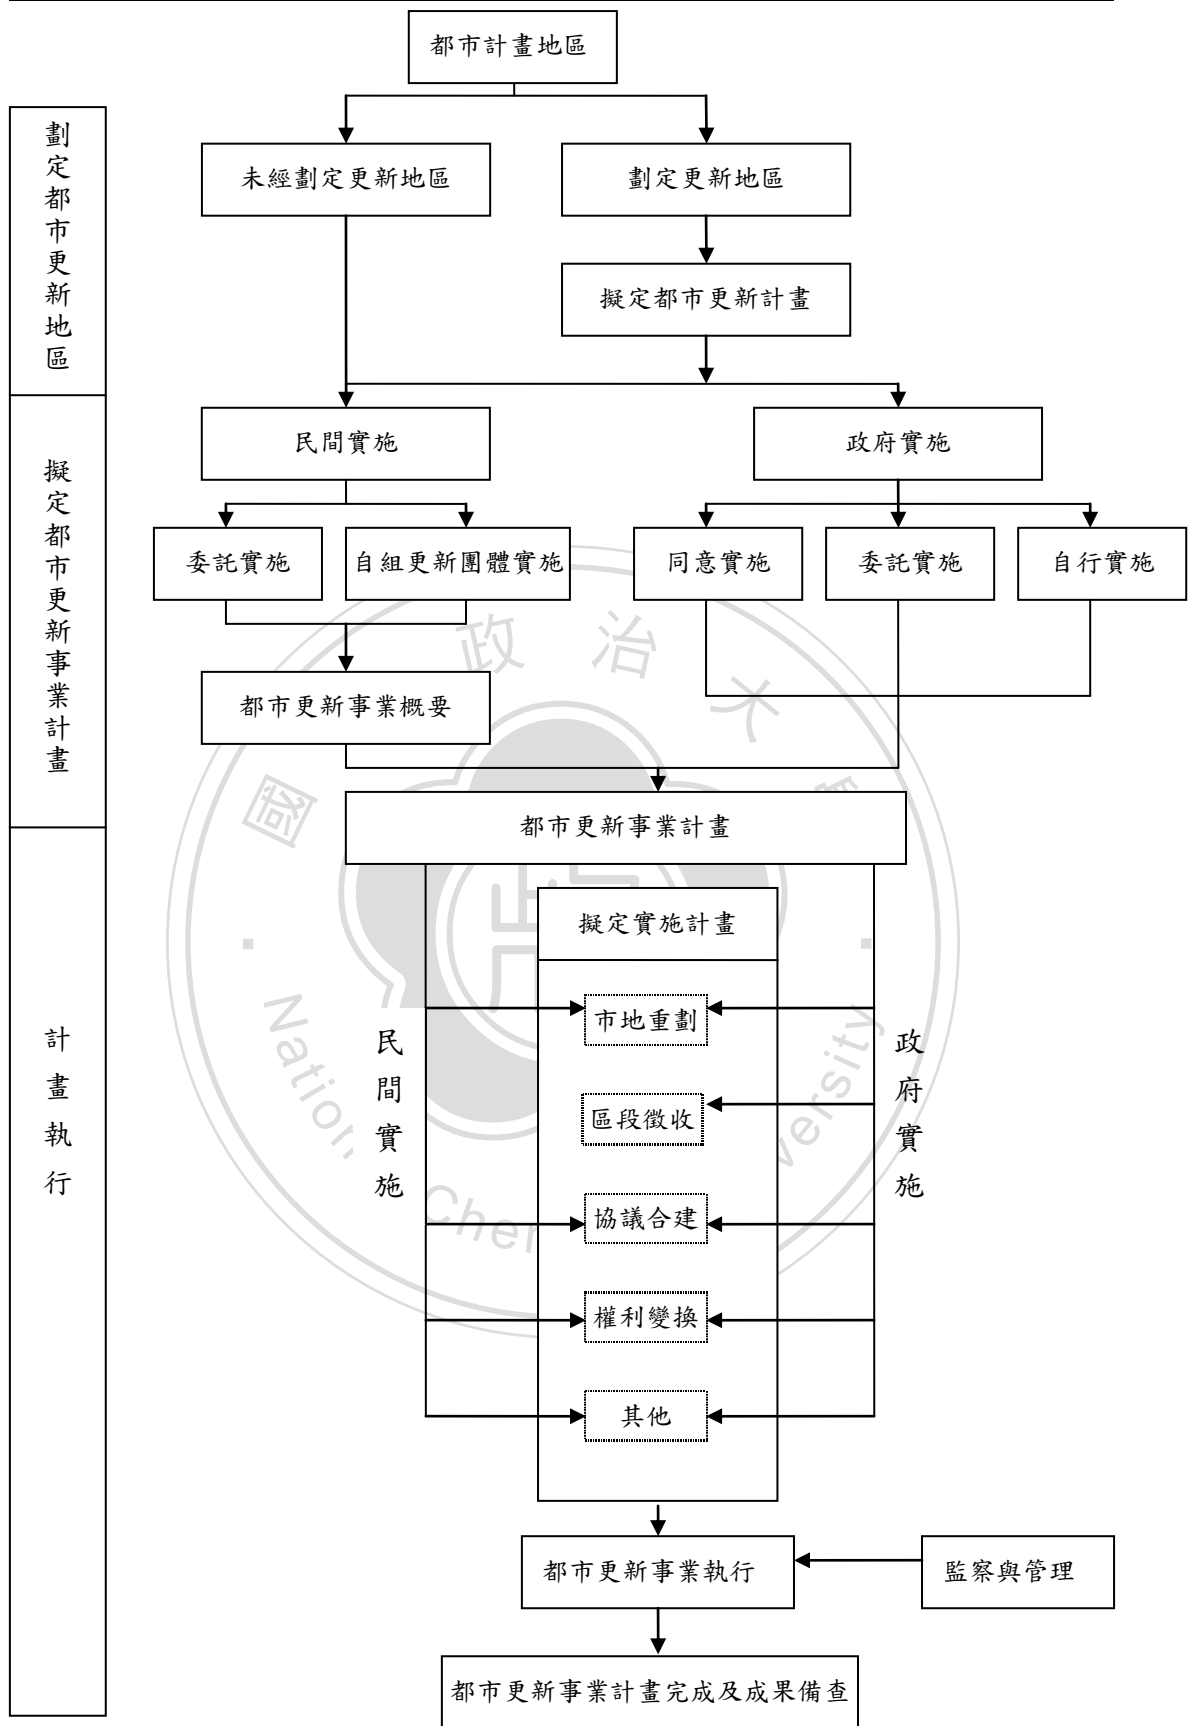 都市計畫地區
劃定都市更新地區
未經劃定更新地區
劃定更新地區
擬定都市更新計畫
擬定都市更新事業計畫
民間實施
政府實施
委託實施
自組更新團體實施
同意實施
委託實施
自行實施
都市更新事業概要
都市更新事業計畫
計畫執行
擬定實施計畫
民間實施
政府實施
市地重劃
區段徵收
協議合建
權利變換
其他
都市更新事業執行
監察與管理
都市更新事業計畫完成及成果備查
國
政治大
Nation
Che
versity